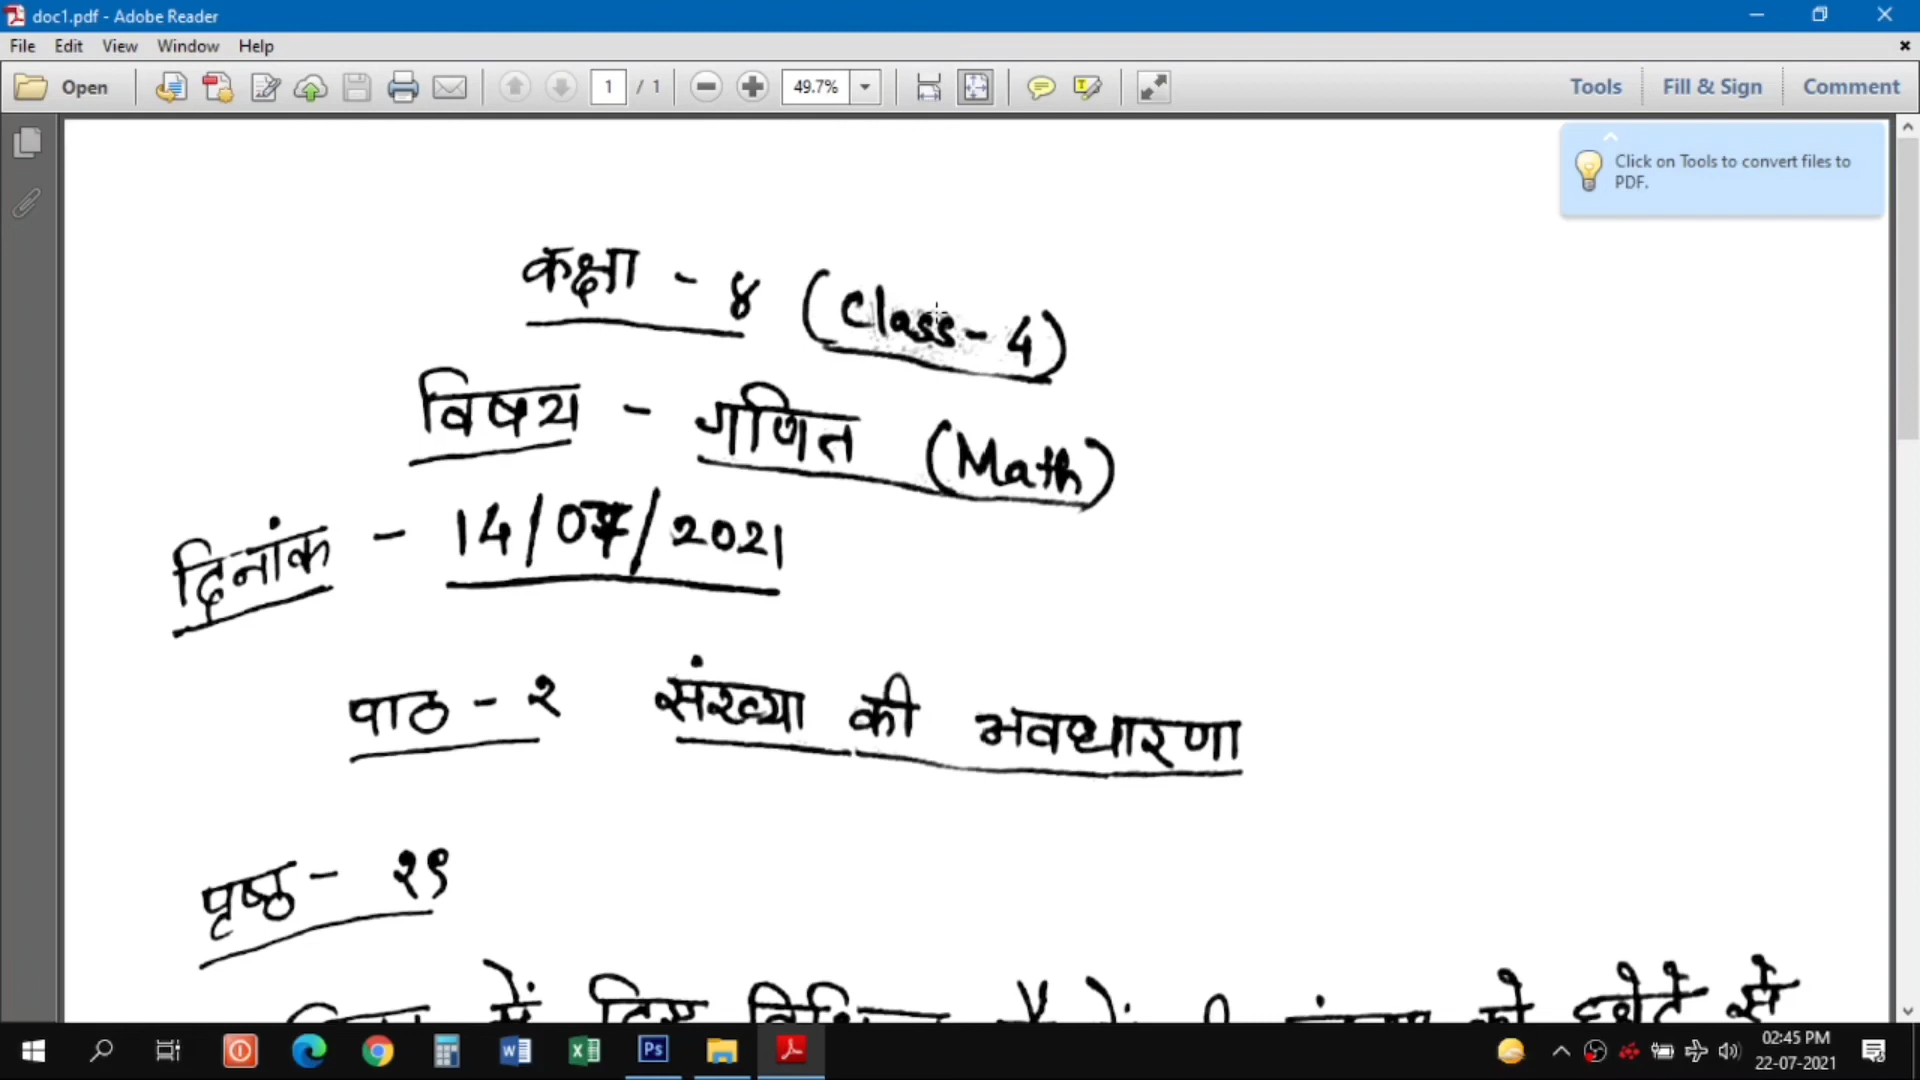 doc1.pdf - Adobe Reader
File Edit View Window Help
Open 1 / 1 49.7% Tools Fill & Sign Comment
Click on Tools to convert files to
PDF.
कक्षा - ४ (Class-4)
विषय - गणित (Math)
दिनांक - 14/07/2021
पाठ - २ संख्या की अवधारणा
पृष्ठ - २९
में को छोटे से
02:45 PM
22-07-2021